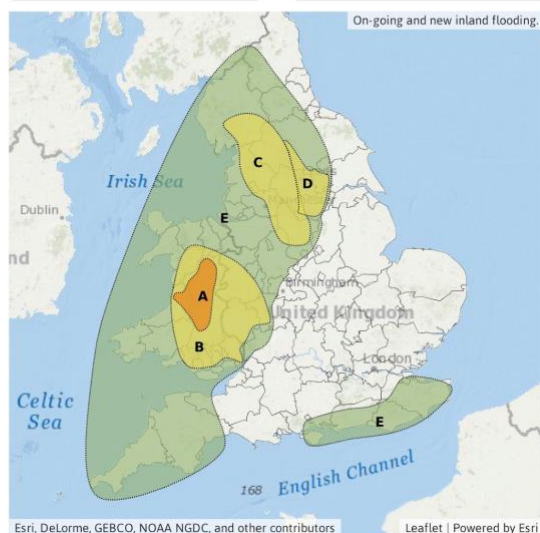 On-going and new inland flooding.
C
D
Irish Sea
Dublin
E
nd
A
Birmingham
United Kingdom
B
London
Celtic
Sea
E
English Channel
168
Esri, DeLorme, GEBCO, NOAA NGDC, and other contributors
Leaflet | Powered by Esri